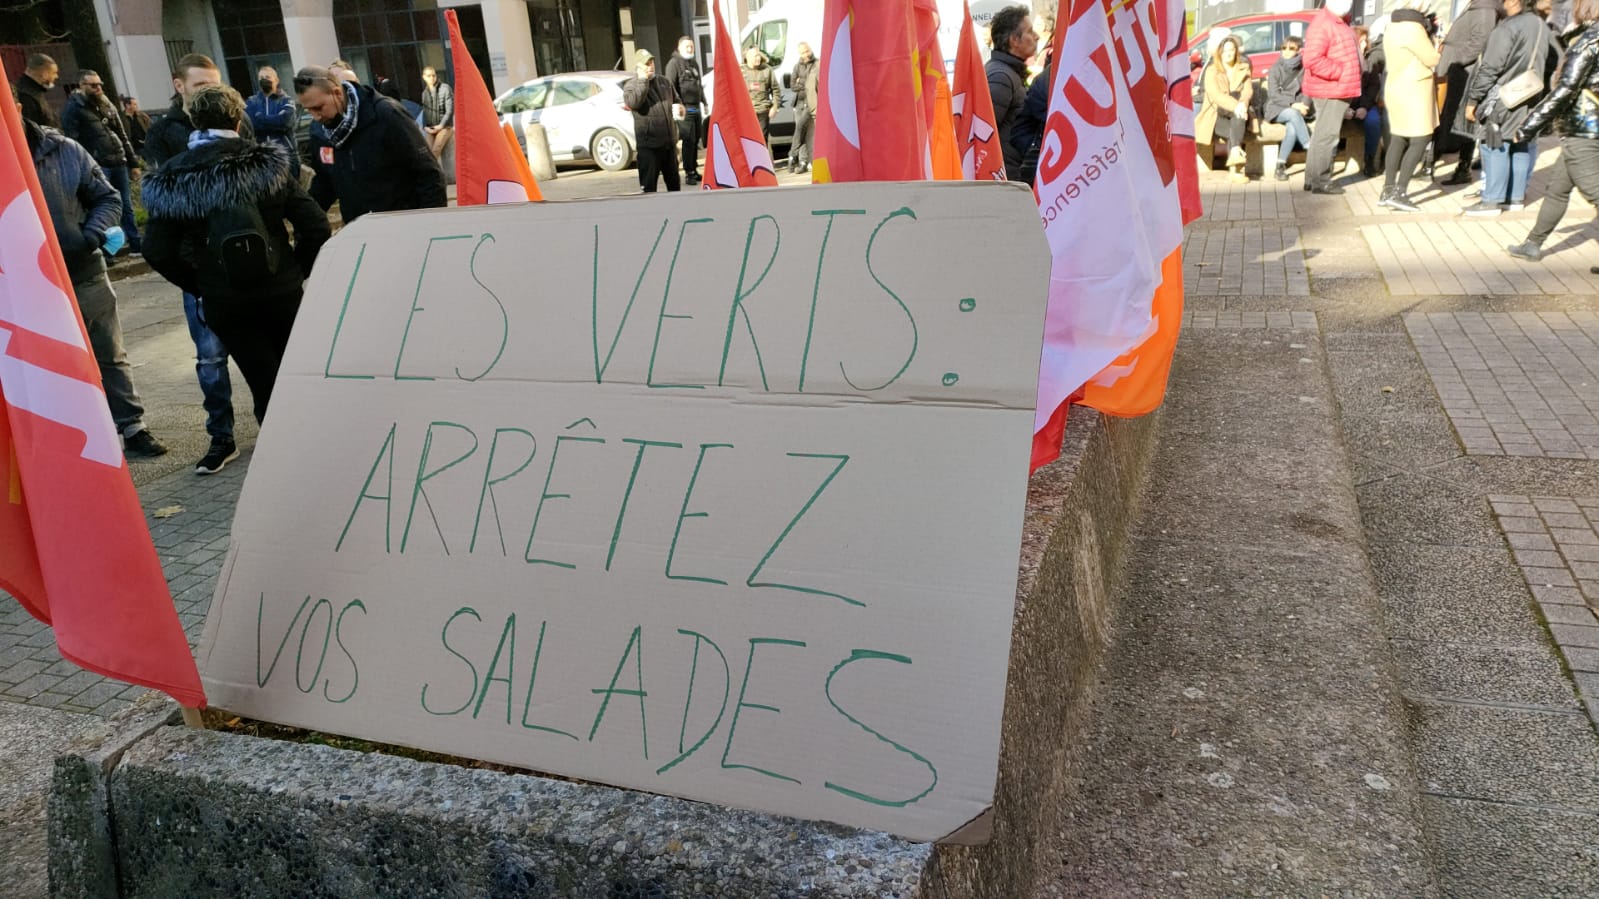 LES VERTS:
ARRÊTEZ
VOS SALADES